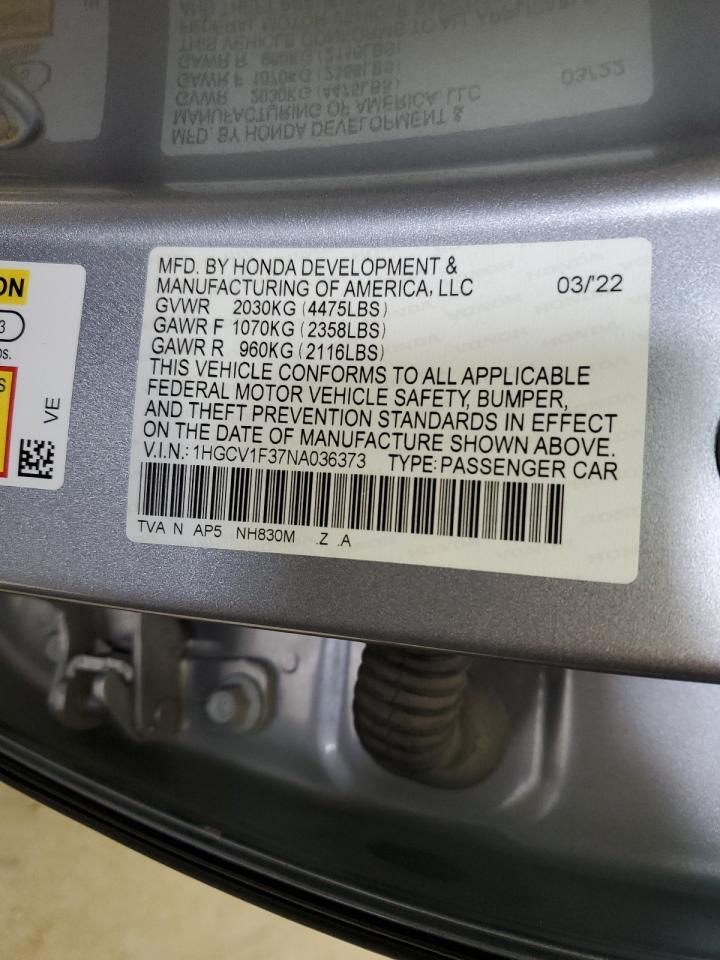 MFD. BY HONDA DEVELOPMENT &
MANUFACTURING OF AMERICA, LLC 03/'22
GVWR 2030KG (4475LBS)
GAWR F 1070KG (2358LBS)
GAWR R 960KG (2116LBS)
THIS VEHICLE CONFORMS TO ALL APPLICABLE
FEDERAL MOTOR VEHICLE SAFETY, BUMPER,
AND THEFT PREVENTION STANDARDS IN EFFECT
ON THE DATE OF MANUFACTURE SHOWN ABOVE.
V.I.N.: 1HGCV1F37NA036373 TYPE: PASSENGER CAR
TVA N AP5 NH830M .Z .A
VE